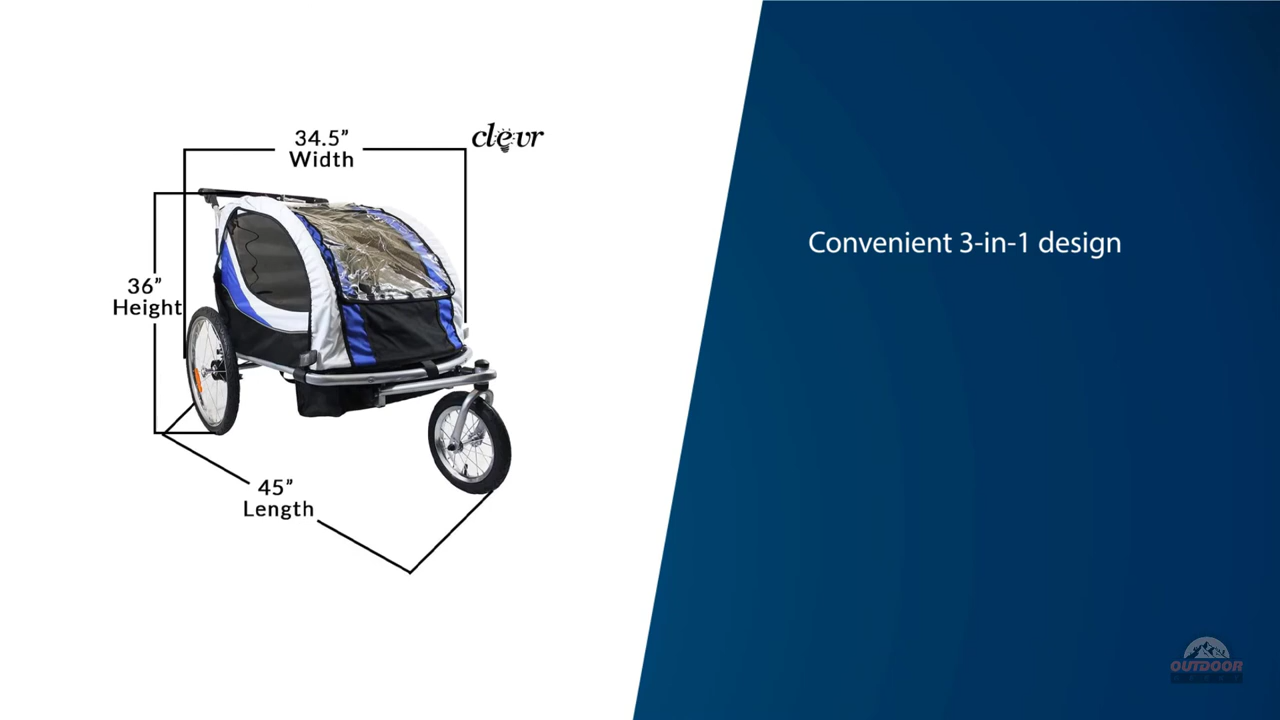 34.5”
Width
clevr
36”
Height
45”
Length
Convenient 3-in-1 design
OUTDOOR